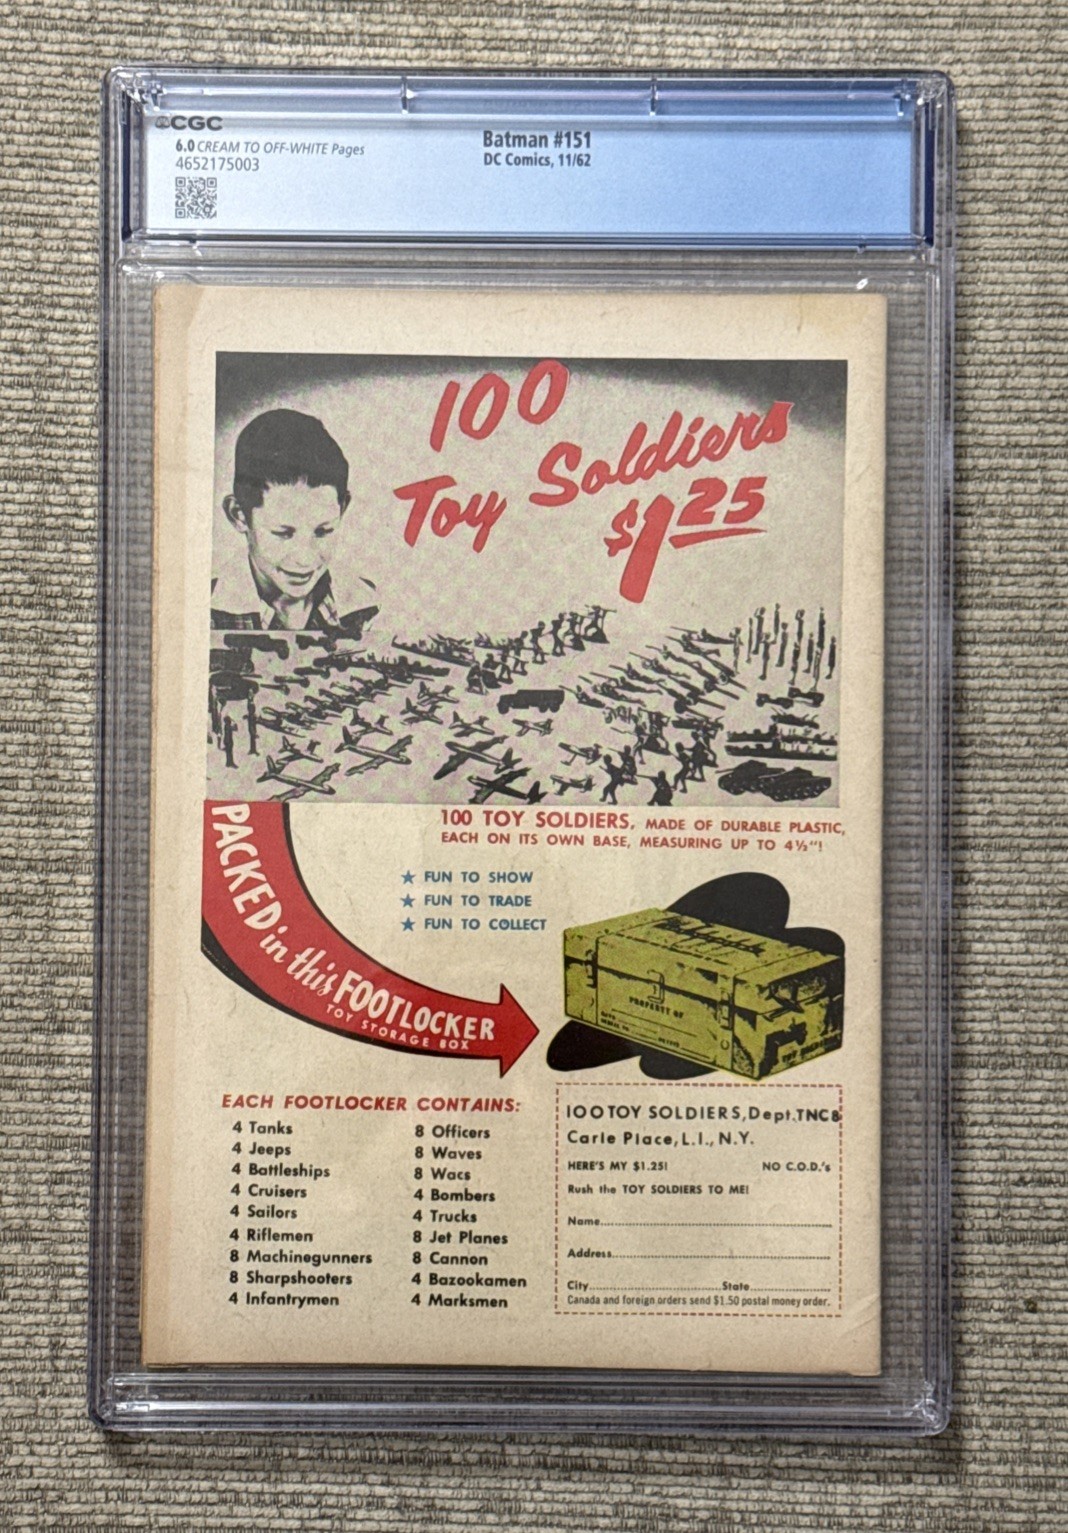 CGC
6.0 CREAM TO OFF-WHITE Pages
4652175003
Batman #151
DC Comics, 11/62
100
Toy Soldiers
$1.25
PACKED in this FOOTLOCKER
TOY STORAGE BOX
100 TOY SOLDIERS, MADE OF DURABLE PLASTIC,
EACH ON ITS OWN BASE, MEASURING UP TO 4½"!
★ FUN TO SHOW
★ FUN TO TRADE
★ FUN TO COLLECT
PROPERTY OF
EACH FOOTLOCKER CONTAINS:
4 Tanks
4 Jeeps
4 Battleships
4 Cruisers
4 Sailors
4 Riflemen
8 Machinegunners
8 Sharpshooters
4 Infantrymen
8 Officers
8 Waves
8 Wacs
4 Bombers
4 Trucks
8 Jet Planes
8 Cannon
4 Bazookamen
4 Marksmen
100 TOY SOLDIERS, Dept. TNC8
Carle Place, L.I., N.Y.
HERE'S MY $1.25! NO C.O.D.'s
Rush the TOY SOLDIERS TO ME!
Name
Address
City State
Canada and foreign orders send $1.50 postal money order.